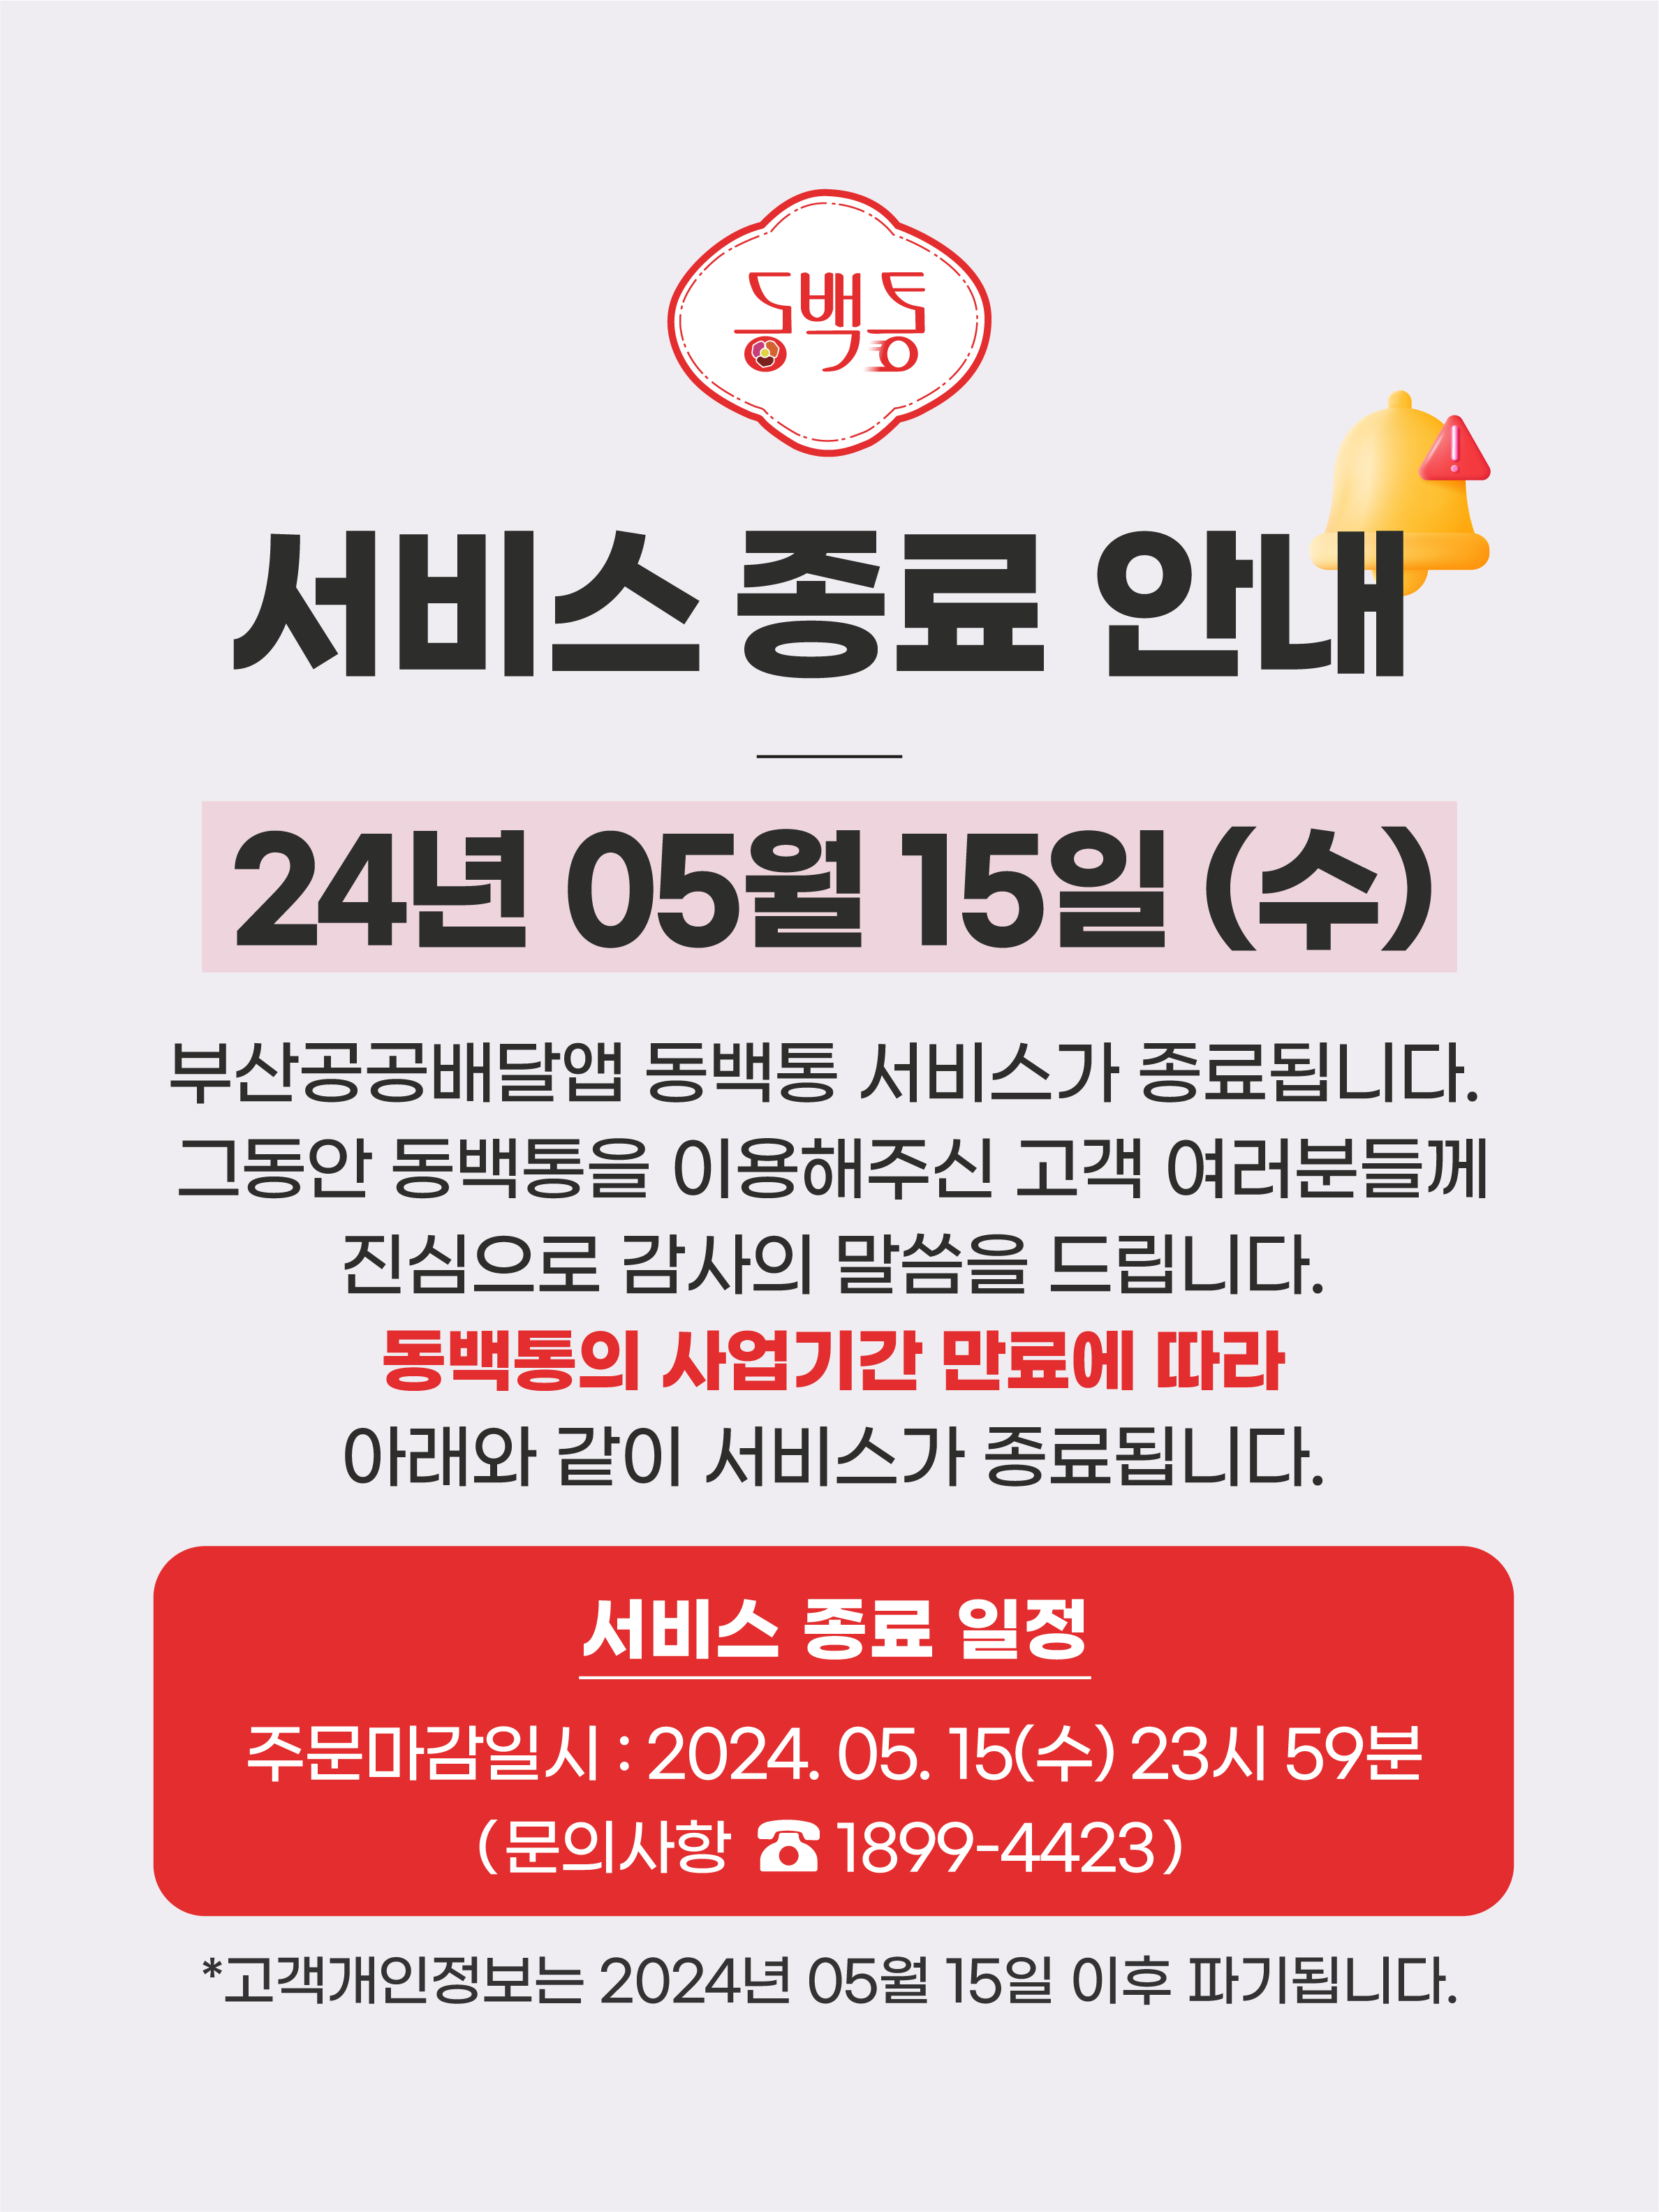 동백통
서비스 종료 안내
24년 05월 15일 (수)
부산공공배달앱 동백통 서비스가 종료됩니다.
그동안 동백통을 이용해주신 고객 여러분들께
진심으로 감사의 말씀을 드립니다.
동백통의 사업기간 만료에 따라
아래와 같이 서비스가 종료됩니다.
서비스 종료 일정
주문마감일시 : 2024. 05. 15(수) 23시 59분
( 문의사항 ☎ 1899-4423 )
*고객개인정보는 2024년 05월 15일 이후 파기됩니다.